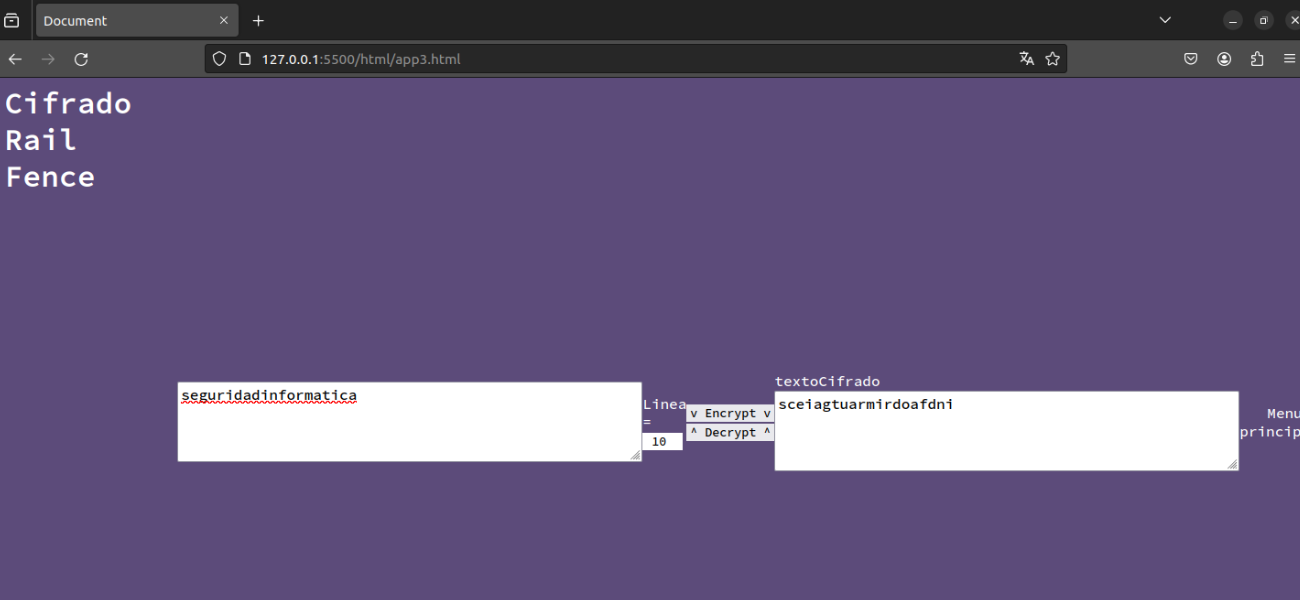 Document
127.0.0.1:5500/html/app3.html
Cifrado
Rail
Fence
seguridadinformatica
Linea
=
10
v Encrypt v
^ Decrypt ^
textoCifrado
sceiagtuarmirdoafdni
Menu
princip